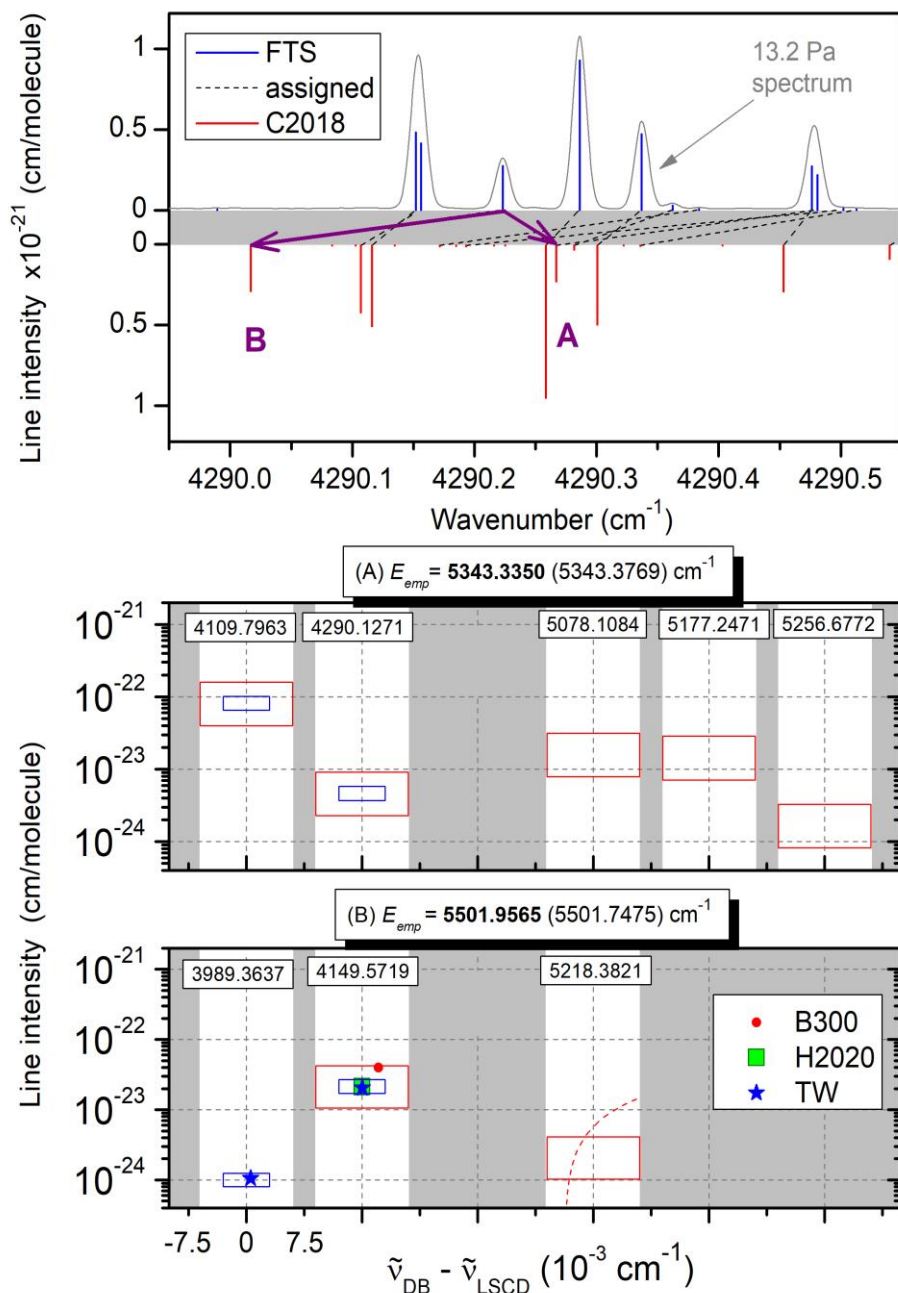 Line intensity x10⁻²¹ (cm/molecule)
1
0.5
0
0
0.5
1
FTS
assigned
C2018
13.2 Pa
spectrum
B
A
4290.0 4290.1 4290.2 4290.3 4290.4 4290.5
Wavenumber (cm⁻¹)
(A) E_emp = 5343.3350 (5343.3769) cm⁻¹
10⁻²¹
10⁻²²
10⁻²³
10⁻²⁴
4109.7963 4290.1271 5078.1084 5177.2471 5256.6772
Line intensity (cm/molecule)
(B) E_emp = 5501.9565 (5501.7475) cm⁻¹
10⁻²¹
10⁻²²
10⁻²³
10⁻²⁴
3989.3637 4149.5719 5218.3821
B300
H2020
TW
-7.5 0 7.5
ṽ_DB - ṽ_LSCD (10⁻³ cm⁻¹)